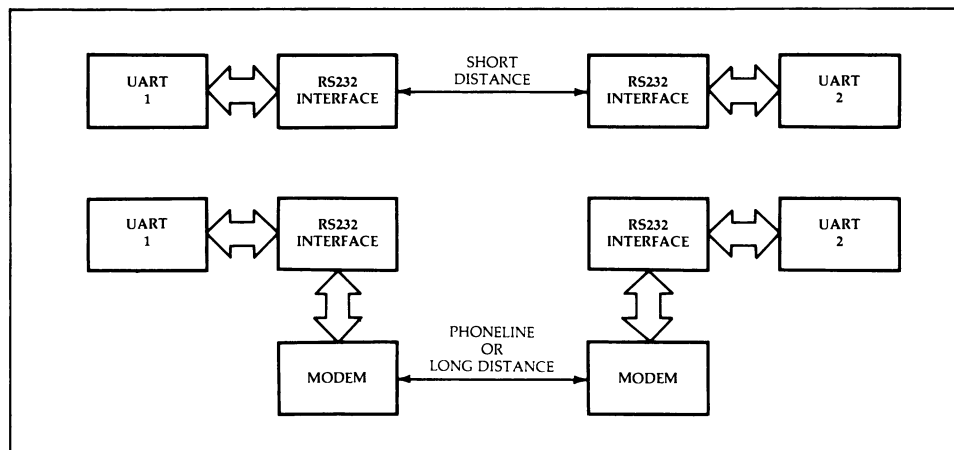 UART
1
RS232
INTERFACE
SHORT
DISTANCE
RS232
INTERFACE
UART
2
UART
1
RS232
INTERFACE
RS232
INTERFACE
UART
2
MODEM
PHONELINE
OR
LONG DISTANCE
MODEM